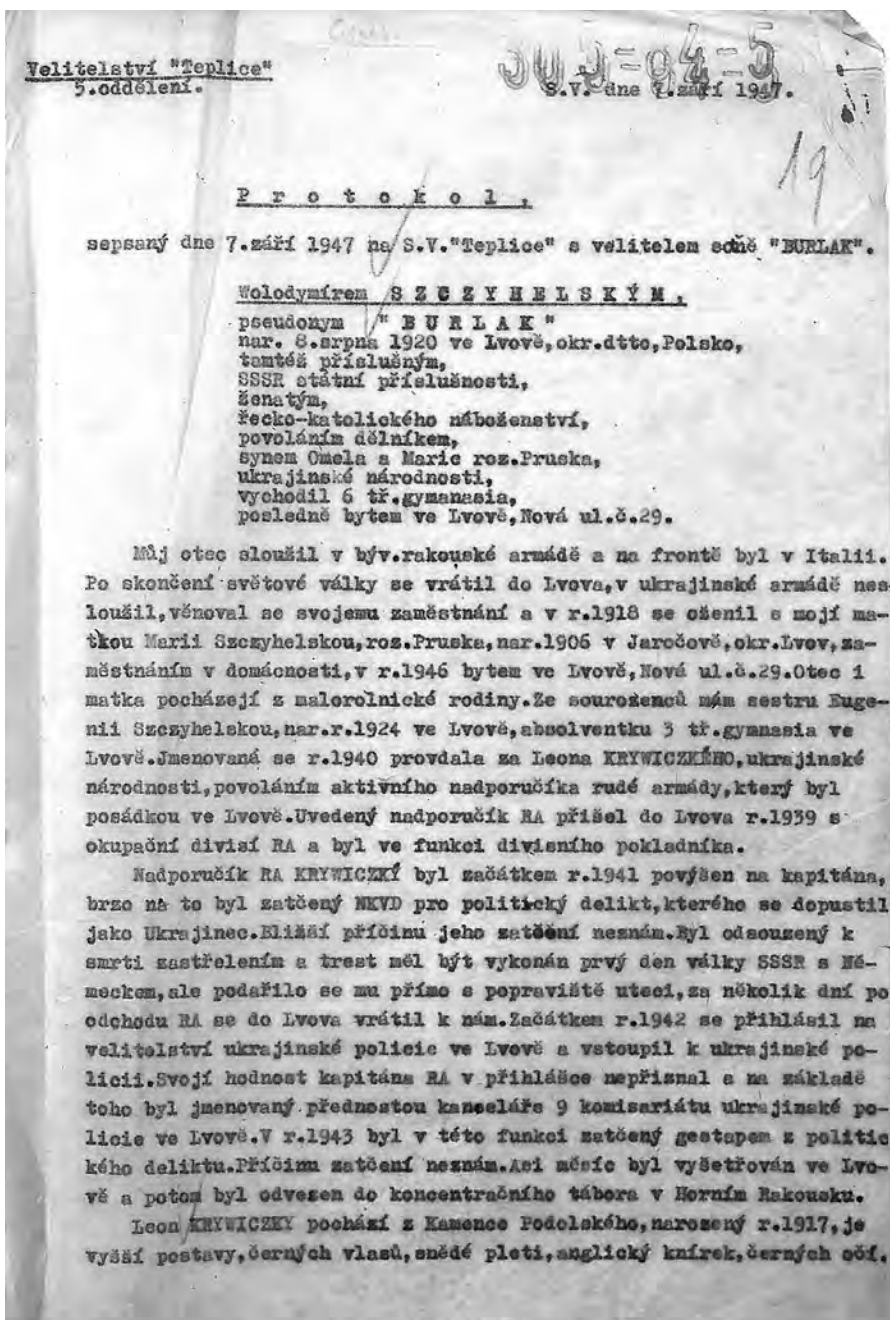 Velitelství "Teplice"
5.oddělení.
305=94=5
S.V. dne 7.září 1947.
19
P r o t o k o l ,
sepsaný dne 7.září 1947 na S.V."Teplice" s velitelem sotně "BURLAK".
Wolodymírem S Z C Z Y H E L S K Ý M ,
pseudonym " B U R L A K "
nar. 8.srpna 1920 ve Lvově,okr.dtto,Polsko,
tamtéž příslušným,
SSSR státní příslušnosti,
ženatým,
řecko-katolického náboženství,
povoláním dělníkem,
synem Omela a Marie roz.Pruska,
ukrajinské národnosti,
vychodil 6 tř.gymanasia,
posledně bytem ve Lvově,Nová ul.č.29.
Můj otec sloužil v býv.rakouské armádě a na frontě byl v Italii.
Po skončení světové války se vrátil do Lvova,v ukrajinské armádě nes
loužil,věnoval se svojemu zaměstnání a v r.1918 se oženil s mojí ma-
tkou Marii Szczyhelskou,roz.Pruska,nar.1906 v Jaročově,okr.Lvov,za-
městnáním v domácnosti,v r.1946 bytem ve Lvově,Nová ul.č.29.Otec i
matka pocházejí z malorolnické rodiny.Ze sourozenců mám sestru Euge-
nii Szczyhelskou,nar.r.1924 ve Lvově,absolventku 3 tř.gymnasia ve
Lvově.Jmenovaná se r.1940 provdala za Leona KRYWICZKÉHO,ukrajinské
národnosti,povoláním aktivního nadporučíka rudé armády,který byl
posádkou ve Lvově.Uvedený nadporučík RA přišel do Lvova r.1939 s
okupační divisí RA a byl ve funkci divisního pokladníka.
Nadporučík RA KRYWICZKÍ byl začátkem r.1941 povýšen na kapitána,
brzo na to byl zatčený NKVD pro politický delikt,kterého se dopustil
jako Ukrajinec.Bližší příčinu jeho zatčení neznám.Byl odsouzený k
smrti zastřelením a trest měl být vykonán prvý den války SSSR s Ně-
meckem,ale podařilo se mu přímo s popraviště uteci,za několik dní po
odchodu RA se do Lvova vrátil k nám.Začátkem r.1942 se přihlásil na
velitelství ukrajinské policie ve Lvově a vstoupil k ukrajinské po-
licii.Svojí hodnost kapitána RA v přihlášce nepřiznal a na základě
toho byl jmenovaný přednostou kanceláře 9 komisariátu ukrajinské po-
licie ve Lvově.V r.1943 byl v této funkci zatčený gestapem z politic
kého deliktu.Příčinu zatčení neznám.Asi měsíc byl vyšetřován ve Lvo-
vě a potom byl odvezen do koncentračního tábora v Horním Rakousku.
Leon KRYWICZKY pochází z Kamence Podolského,narozený r.1917,je
vyšší postavy,černých vlasů,snědé pleti,anglický knírek,černých očí.